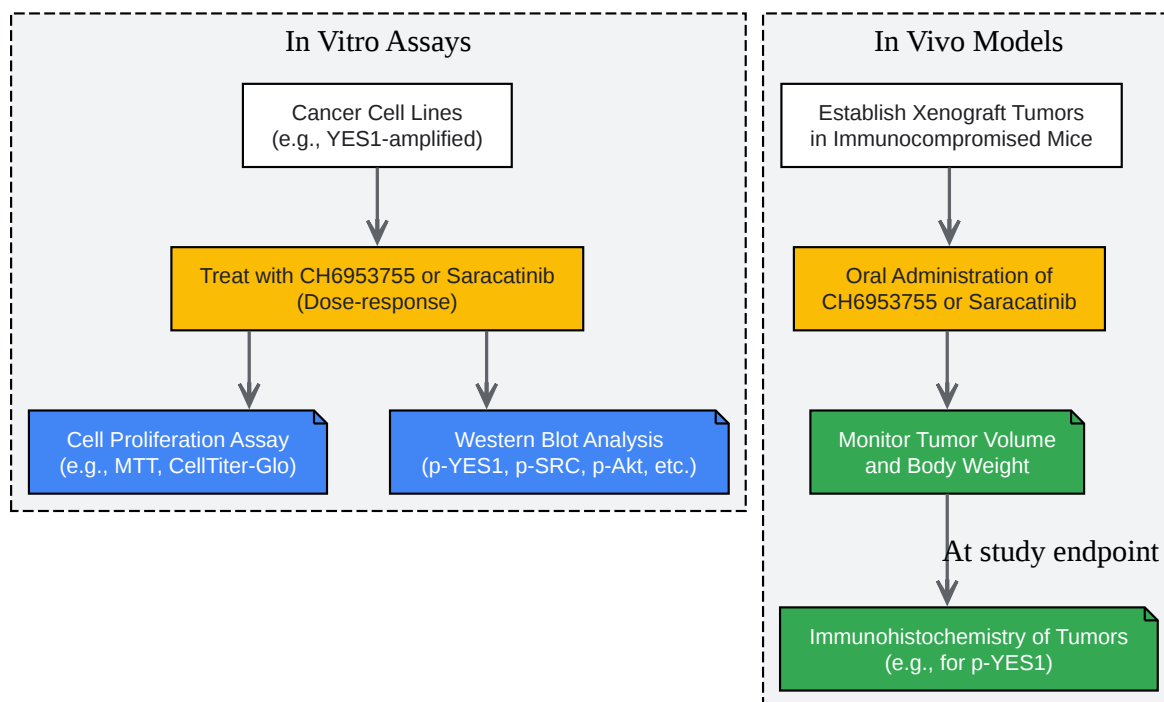 In Vitro Assays
Cancer Cell Lines
(e.g., YES1-amplified)
Treat with CH6953755 or Saracatinib
(Dose-response)
Cell Proliferation Assay
(e.g., MTT, CellTiter-Glo)
Western Blot Analysis
(p-YES1, p-SRC, p-Akt, etc.)
In Vivo Models
Establish Xenograft Tumors
in Immunocompromised Mice
Oral Administration of
CH6953755 or Saracatinib
Monitor Tumor Volume
and Body Weight
At study endpoint
Immunohistochemistry of Tumors
(e.g., for p-YES1)